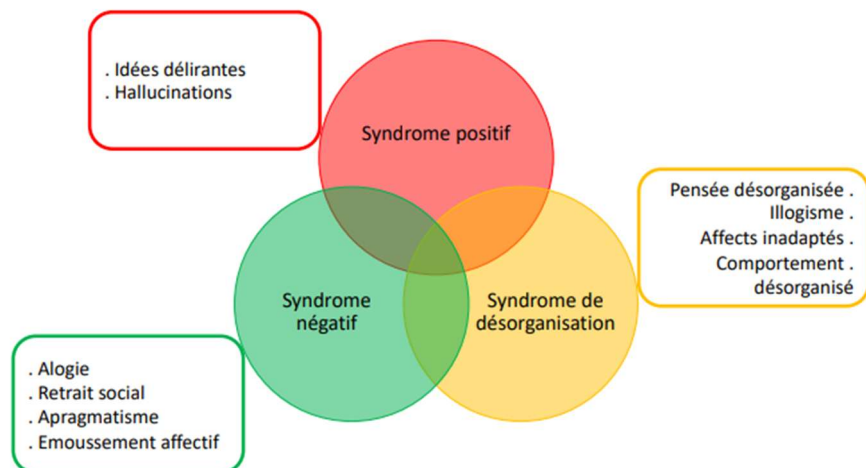 . Idées délirantes
. Hallucinations
Syndrome positif
Pensée désorganisée .
Illogisme .
Affects inadaptés .
Comportement .
désorganisé
Syndrome
négatif
Syndrome de
désorganisation
. Alogie
. Retrait social
. Apragmatisme
. Emoussement affectif